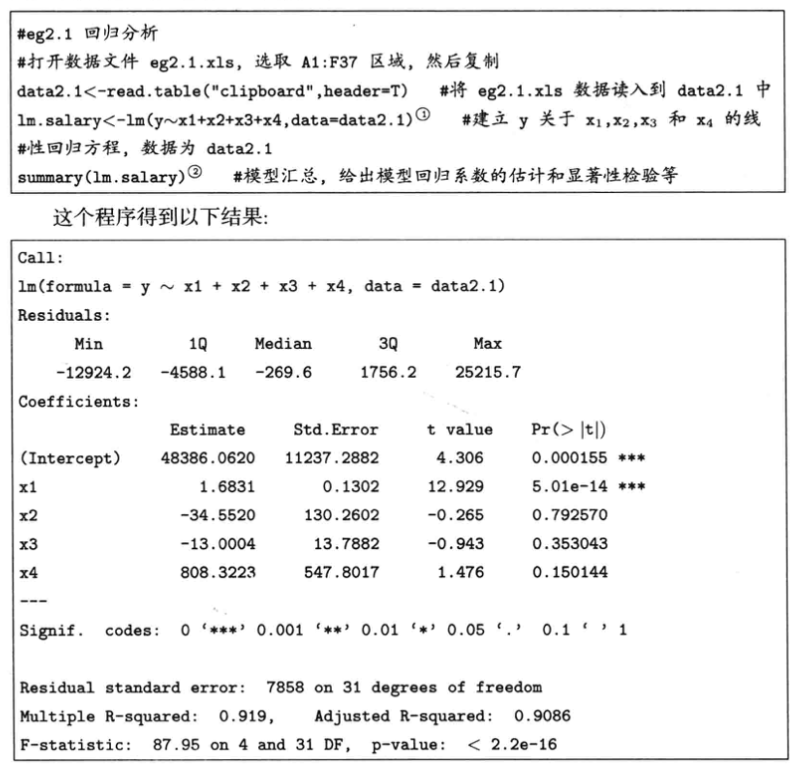 #eg2.1 回归分析
#打开数据文件 eg2.1.xls, 选取 A1:F37 区域, 然后复制
data2.1<-read.table("clipboard",header=T) #将 eg2.1.xls 数据读入到 data2.1 中
lm.salary<-lm(y~x1+x2+x3+x4,data=data2.1)① #建立 y 关于 x₁,x₂,x₃ 和 x₄ 的线
#性回归方程, 数据为 data2.1
summary(lm.salary)② #模型汇总, 给出模型回归系数的估计和显著性检验等
这个程序得到以下结果:
Call:
lm(formula = y ~ x1 + x2 + x3 + x4, data = data2.1)
Residuals:
Min 1Q Median 3Q Max
-12924.2 -4588.1 -269.6 1756.2 25215.7
Coefficients:
Estimate Std.Error t value Pr(> |t|)
(Intercept) 48386.0620 11237.2882 4.306 0.000155 ***
x1 1.6831 0.1302 12.929 5.01e-14 ***
x2 -34.5520 130.2602 -0.265 0.792570
x3 -13.0004 13.7882 -0.943 0.353043
x4 808.3223 547.8017 1.476 0.150144
---
Signif. codes: 0 ‘***’ 0.001 ‘**’ 0.01 ‘*’ 0.05 ‘.’ 0.1 ‘ ’ 1
Residual standard error: 7858 on 31 degrees of freedom
Multiple R-squared: 0.919, Adjusted R-squared: 0.9086
F-statistic: 87.95 on 4 and 31 DF, p-value: < 2.2e-16